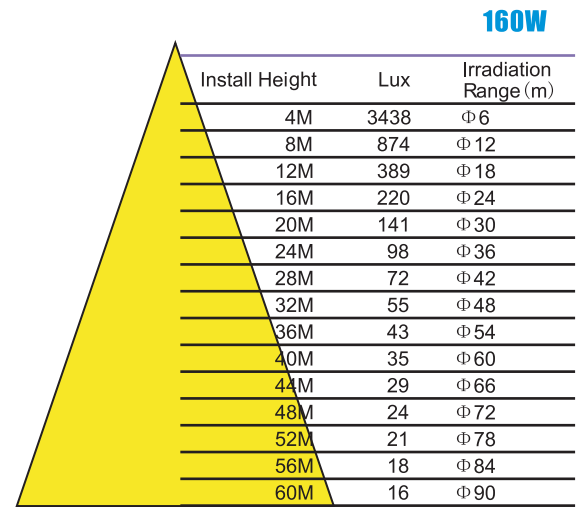 160W
Install Height Lux Irradiation Range(m)
4M 3438 Φ6
8M 874 Φ12
12M 389 Φ18
16M 220 Φ24
20M 141 Φ30
24M 98 Φ36
28M 72 Φ42
32M 55 Φ48
36M 43 Φ54
40M 35 Φ60
44M 29 Φ66
48M 24 Φ72
52M 21 Φ78
56M 18 Φ84
60M 16 Φ90